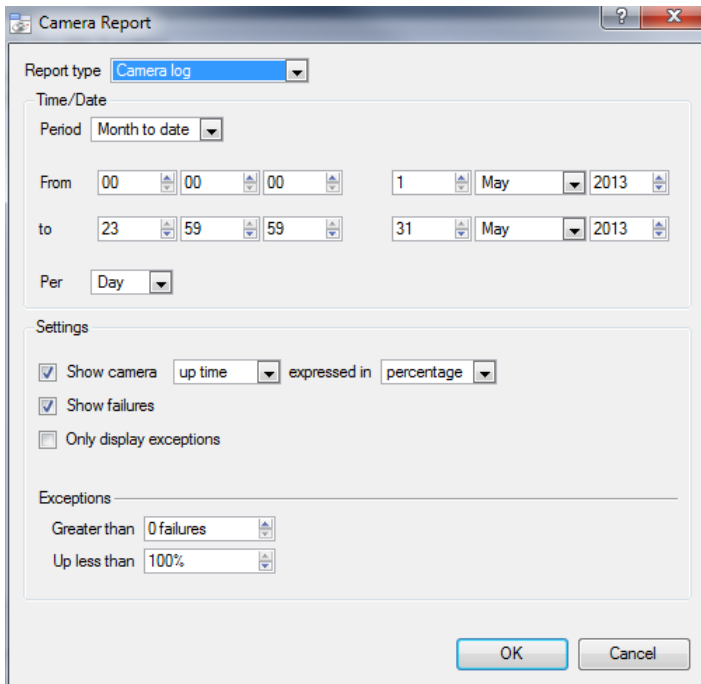 Camera Report
Report type Camera log
Time/Date
Period Month to date
From 00 00 00 1 May 2013
to 23 59 59 31 May 2013
Per Day
Settings
Show camera up time expressed in percentage
Show failures
Only display exceptions
Exceptions
Greater than 0 failures
Up less than 100%
OK Cancel